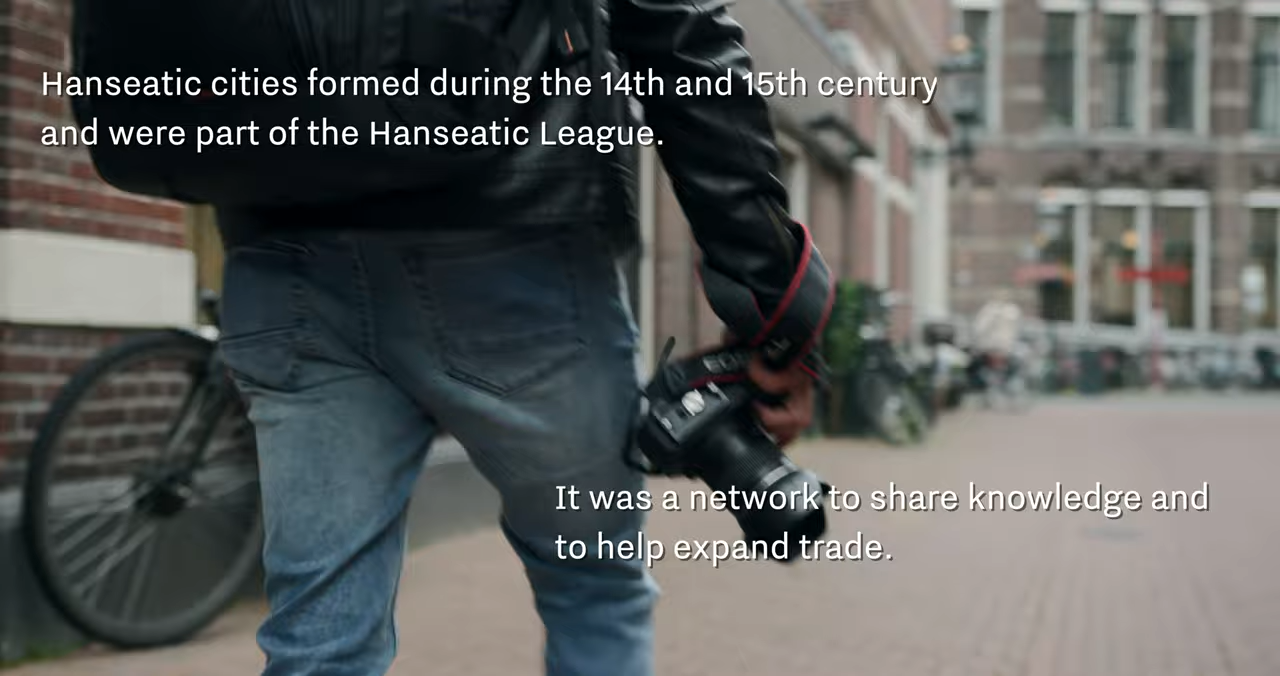 Hanseatic cities formed during the 14th and 15th century
and were part of the Hanseatic League.
It was a network to share knowledge and
to help expand trade.